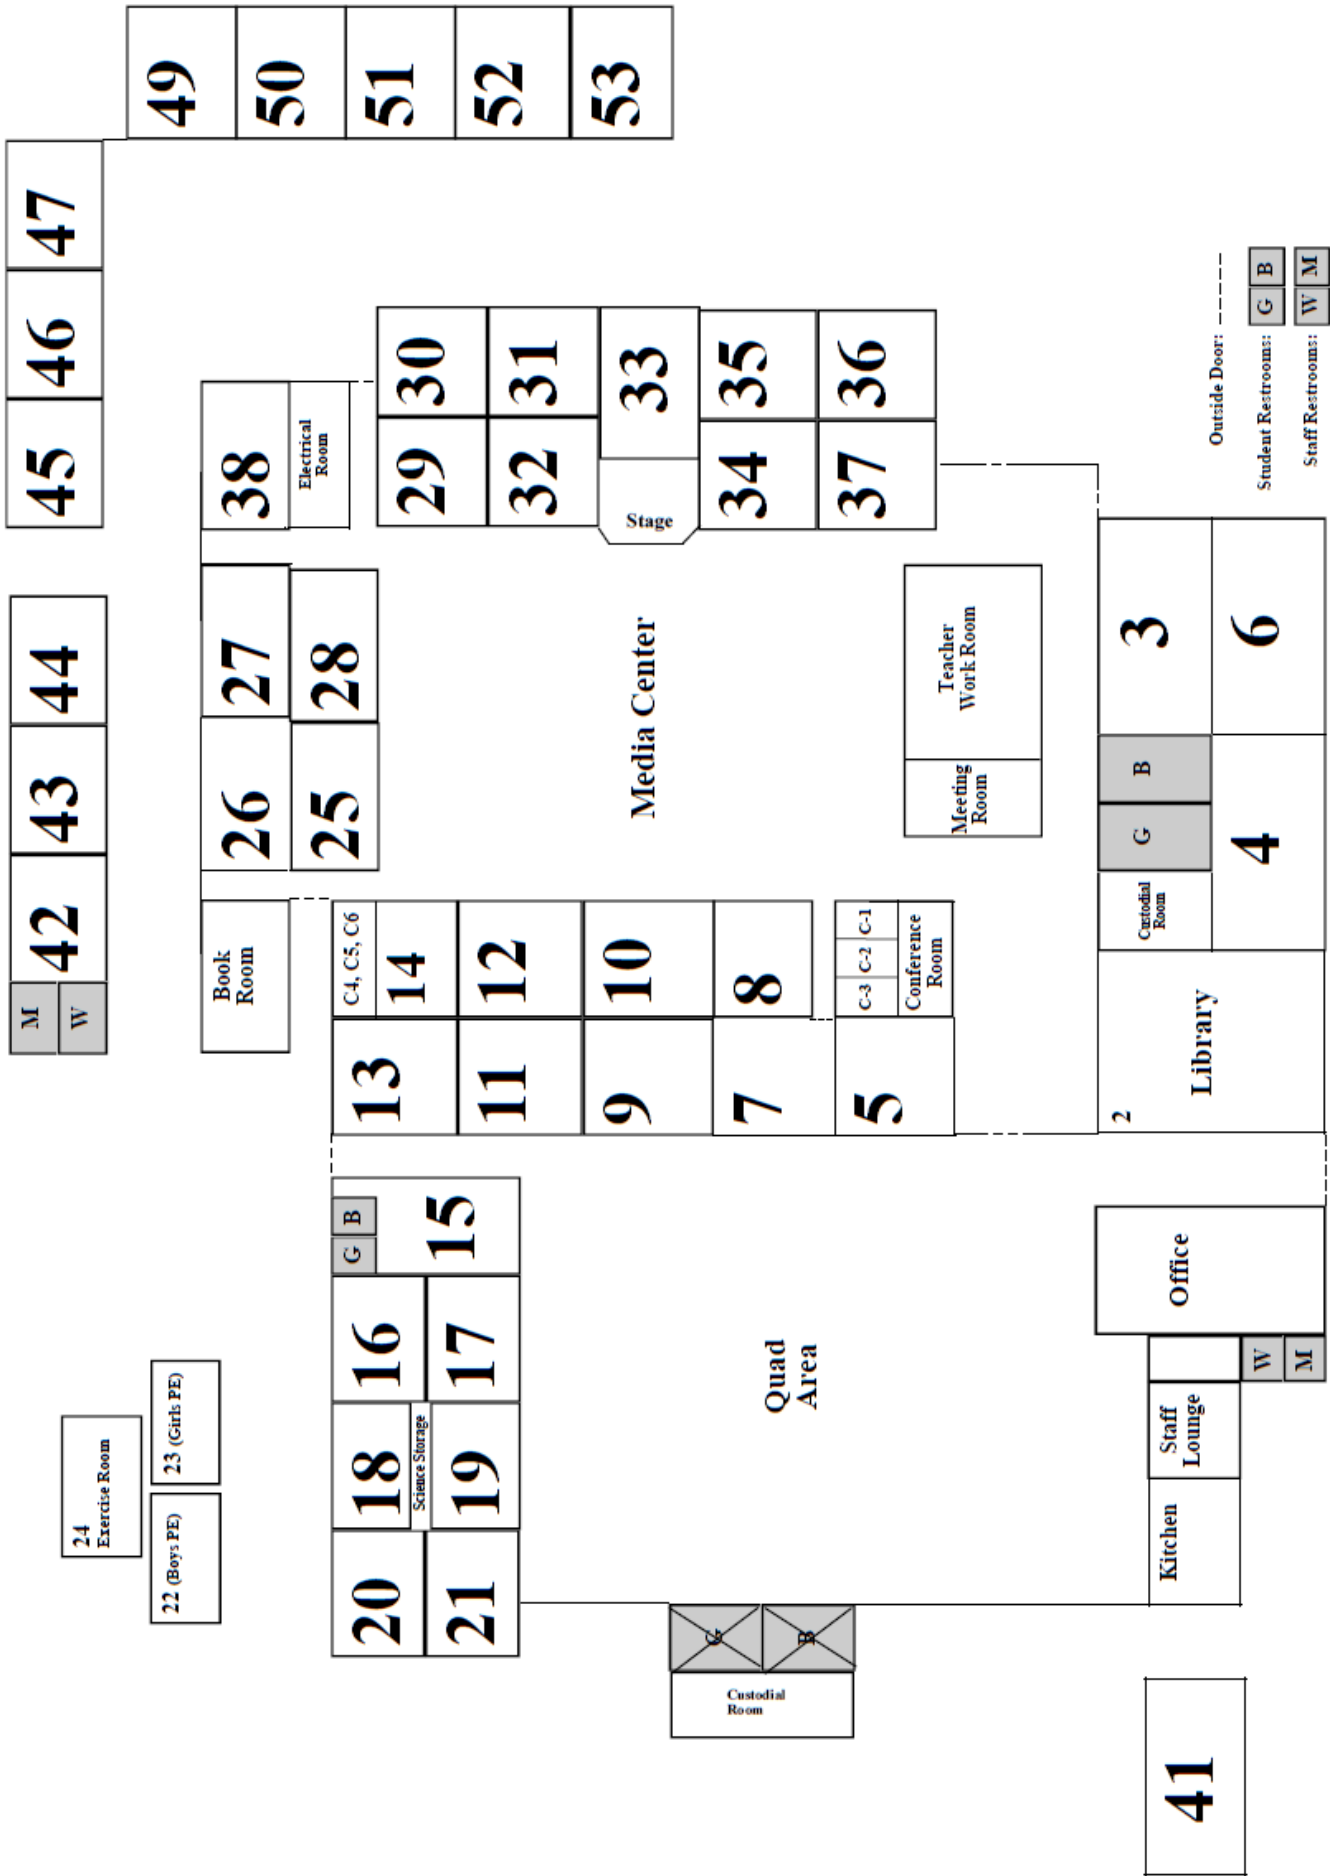 M
W
42
43
44
45
46
47
49
50
51
52
53
24
Exercise Room
22 (Boys PE)
23 (Girls PE)
Book
Room
26
27
38
25
28
Electrical
Room
20
18
16
G
B
15
Science Storage
21
19
17
13
C4, C5, C6
14
11
12
9
10
7
8
5
C-3
C-2
C-1
Conference
Room
29
30
32
31
Stage
33
34
35
37
36
Media Center
Custodial
Room
G
B
Quad
Area
Meeting
Room
Teacher
Work Room
41
Kitchen
Staff
Lounge
W
M
Office
2
Library
Custodial
Room
G
B
3
4
6
Outside Door: ------
Student Restrooms:
G
B
Staff Restrooms:
W
M